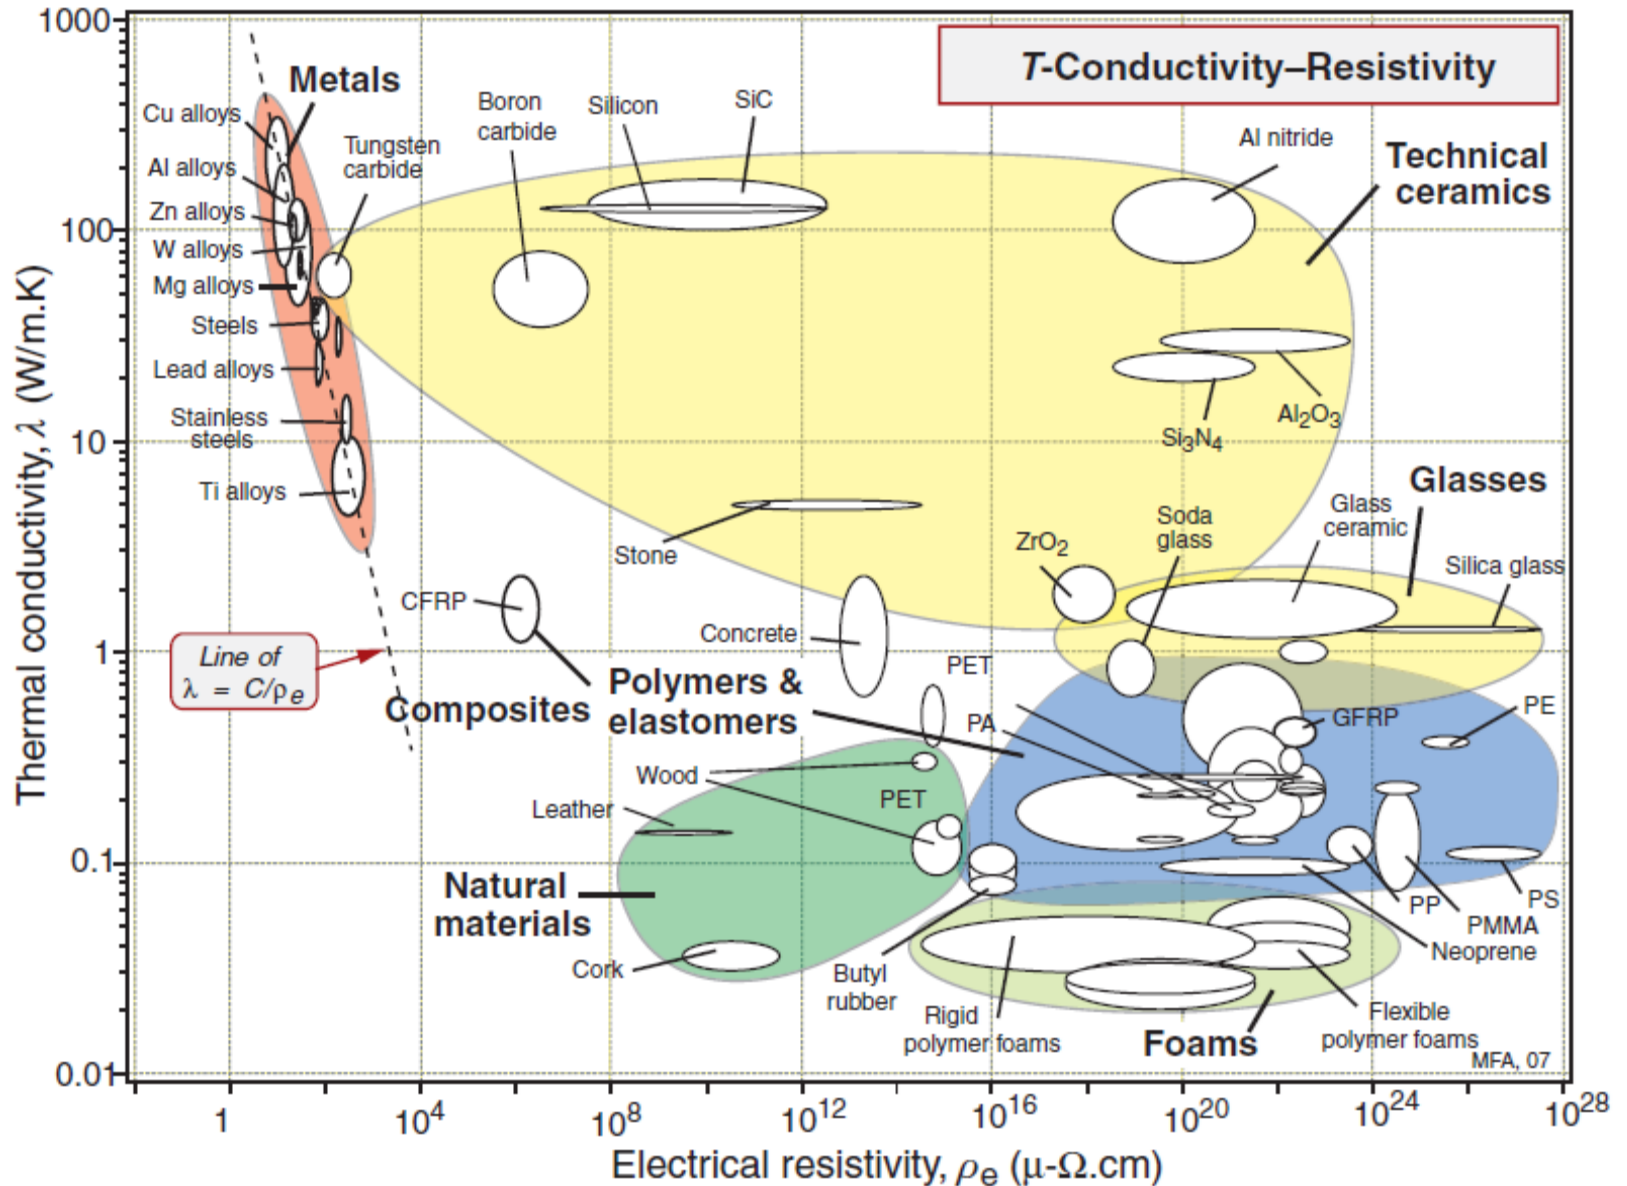 T-Conductivity–Resistivity
Thermal conductivity, λ (W/m.K)
1000
100
10
1
0.1
0.01
Metals
Cu alloys
Al alloys
Zn alloys
W alloys
Mg alloys
Steels
Lead alloys
Stainless
steels
Ti alloys
Tungsten
carbide
Boron
carbide
Silicon
SiC
Al nitride
Technical
ceramics
Al2O3
Si3N4
Glasses
Glass
ceramic
Soda
glass
ZrO2
Silica glass
Stone
CFRP
Concrete
Line of
λ = C/ρe
Composites
Polymers &
elastomers
PET
PA
GFRP
PE
Wood
PET
Leather
Natural
materials
Cork
Butyl
rubber
Rigid
polymer foams
Foams
Flexible
polymer foams
PP
PMMA
Neoprene
PS
MFA, 07
1
10^4
10^8
10^12
10^16
10^20
10^24
10^28
Electrical resistivity, ρe (μ-Ω.cm)